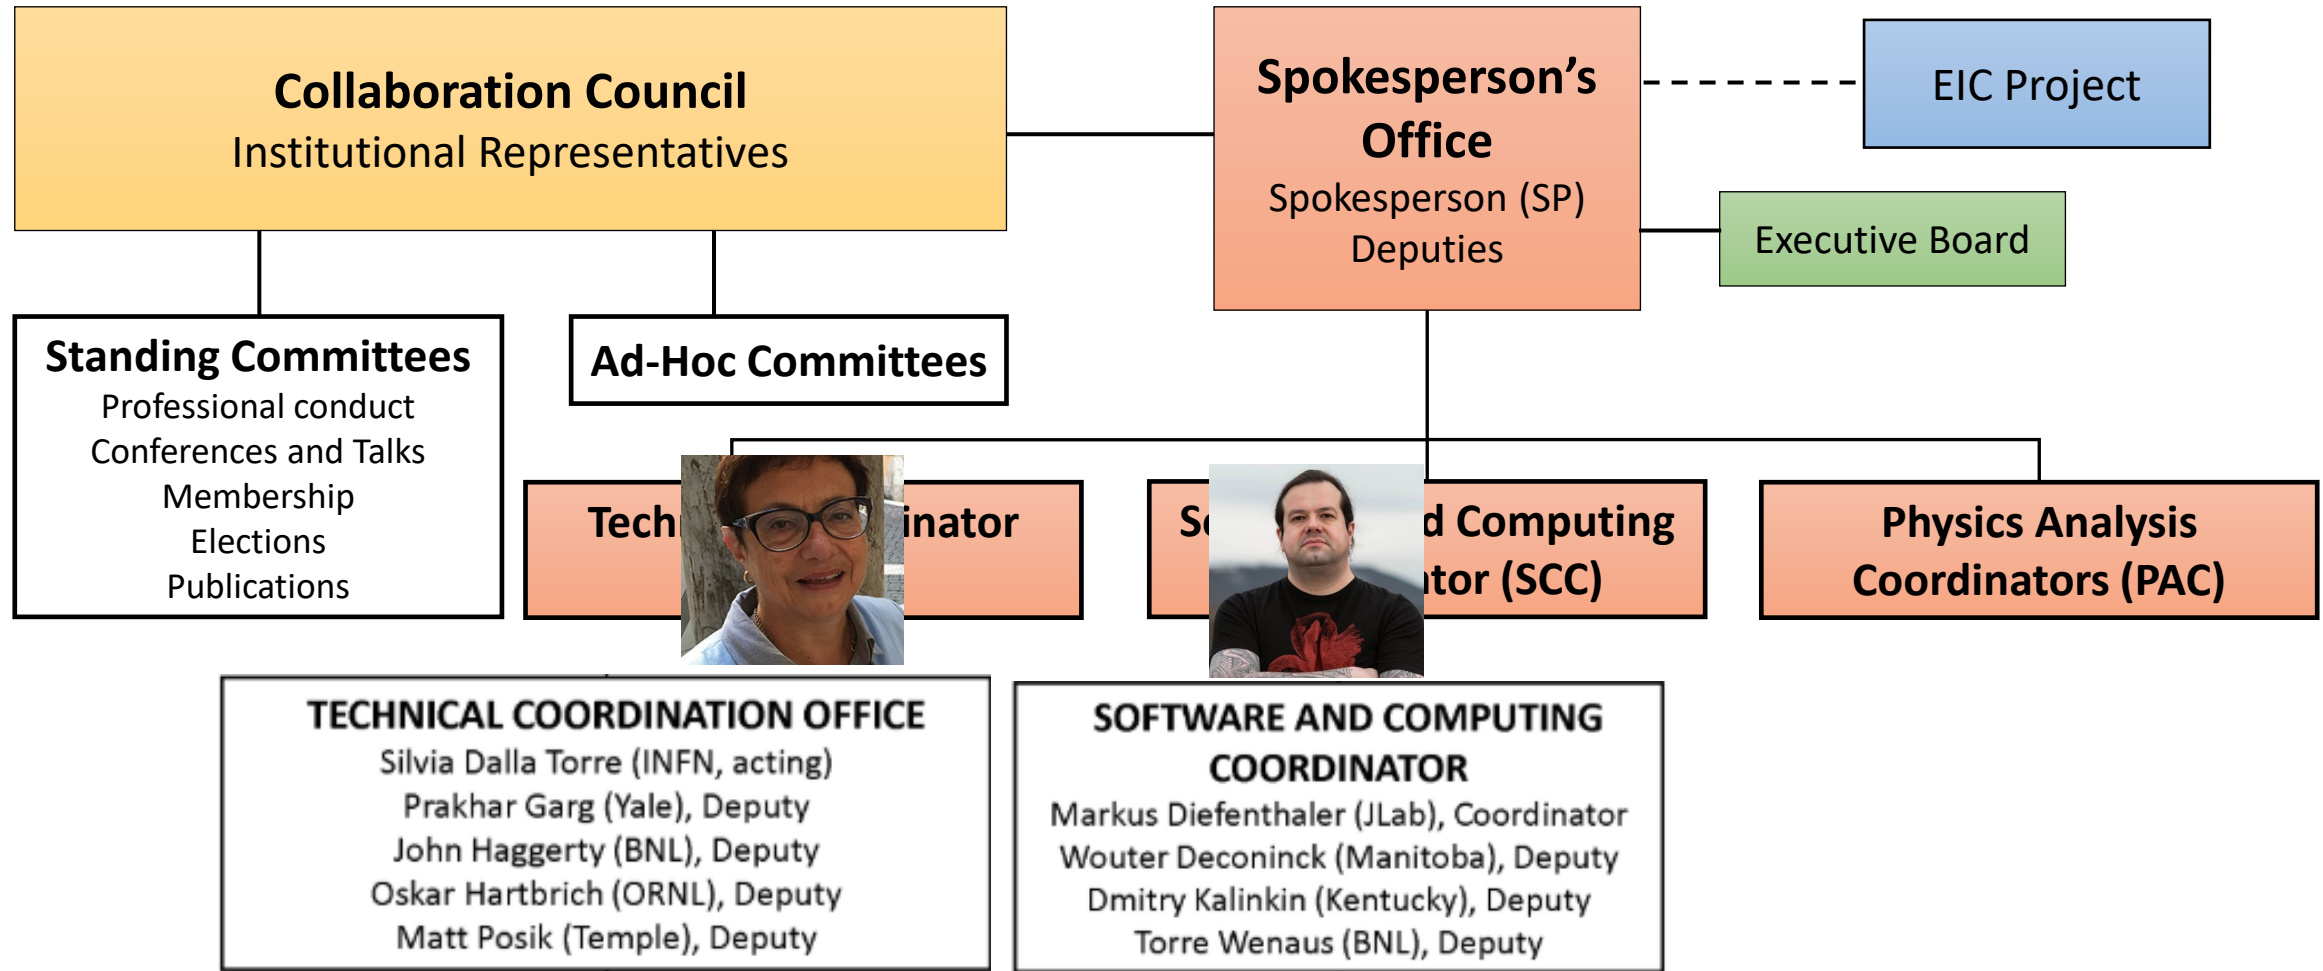 Collaboration Council
Institutional Representatives
Spokesperson’s
Office
Spokesperson (SP)
Deputies
EIC Project
Executive Board
Standing Committees
Professional conduct
Conferences and Talks
Membership
Elections
Publications
Ad-Hoc Committees
Computing
(SCC)
Physics Analysis
Coordinators (PAC)
TECHNICAL COORDINATION OFFICE
Silvia Dalla Torre (INFN, acting)
Prakhar Garg (Yale), Deputy
John Haggerty (BNL), Deputy
Oskar Hartbrich (ORNL), Deputy
Matt Posik (Temple), Deputy
SOFTWARE AND COMPUTING
COORDINATOR
Markus Diefenthaler (JLab), Coordinator
Wouter Deconinck (Manitoba), Deputy
Dmitry Kalinkin (Kentucky), Deputy
Torre Wenaus (BNL), Deputy